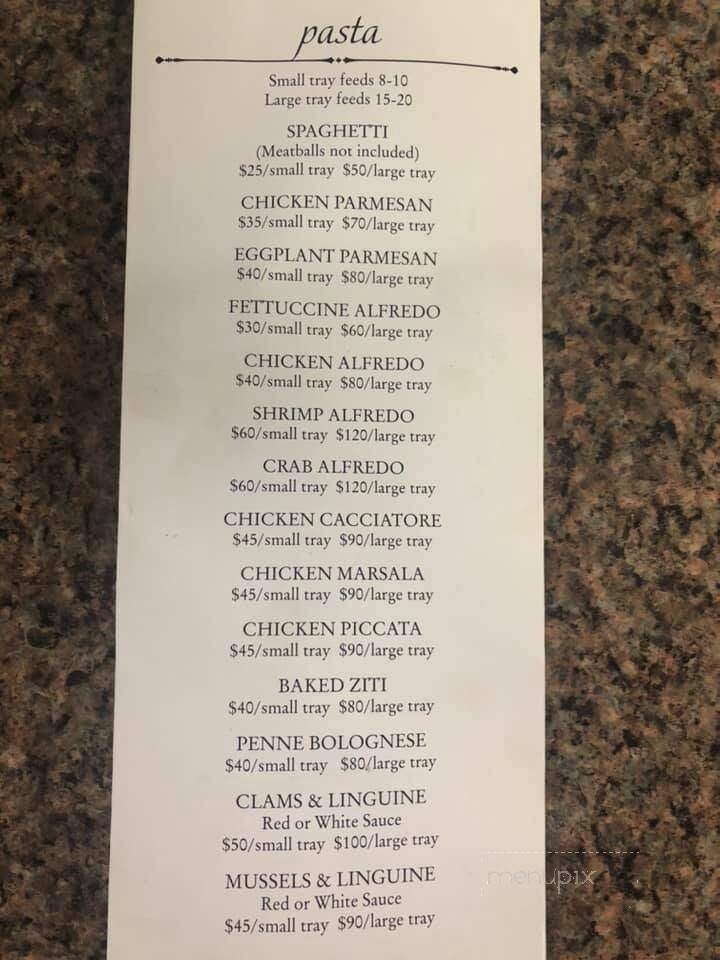 pasta
Small tray feeds 8-10
Large tray feeds 15-20
SPAGHETTI
(Meatballs not included)
$25/small tray $50/large tray
CHICKEN PARMESAN
$35/small tray $70/large tray
EGGPLANT PARMESAN
$40/small tray $80/large tray
FETTUCCINE ALFREDO
$30/small tray $60/large tray
CHICKEN ALFREDO
$40/small tray $80/large tray
SHRIMP ALFREDO
$60/small tray $120/large tray
CRAB ALFREDO
$60/small tray $120/large tray
CHICKEN CACCIATORE
$45/small tray $90/large tray
CHICKEN MARSALA
$45/small tray $90/large tray
CHICKEN PICCATA
$45/small tray $90/large tray
BAKED ZITI
$40/small tray $80/large tray
PENNE BOLOGNESE
$40/small tray $80/large tray
CLAMS & LINGUINE
Red or White Sauce
$50/small tray $100/large tray
MUSSELS & LINGUINE
Red or White Sauce
$45/small tray $90/large tray
menupix